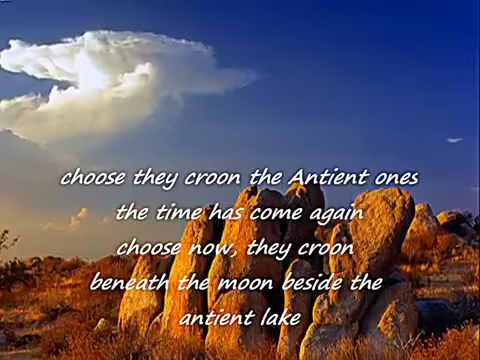 choose they croon the Antient ones
the time has come again
choose now, they croon
beneath the moon beside the
antient lake